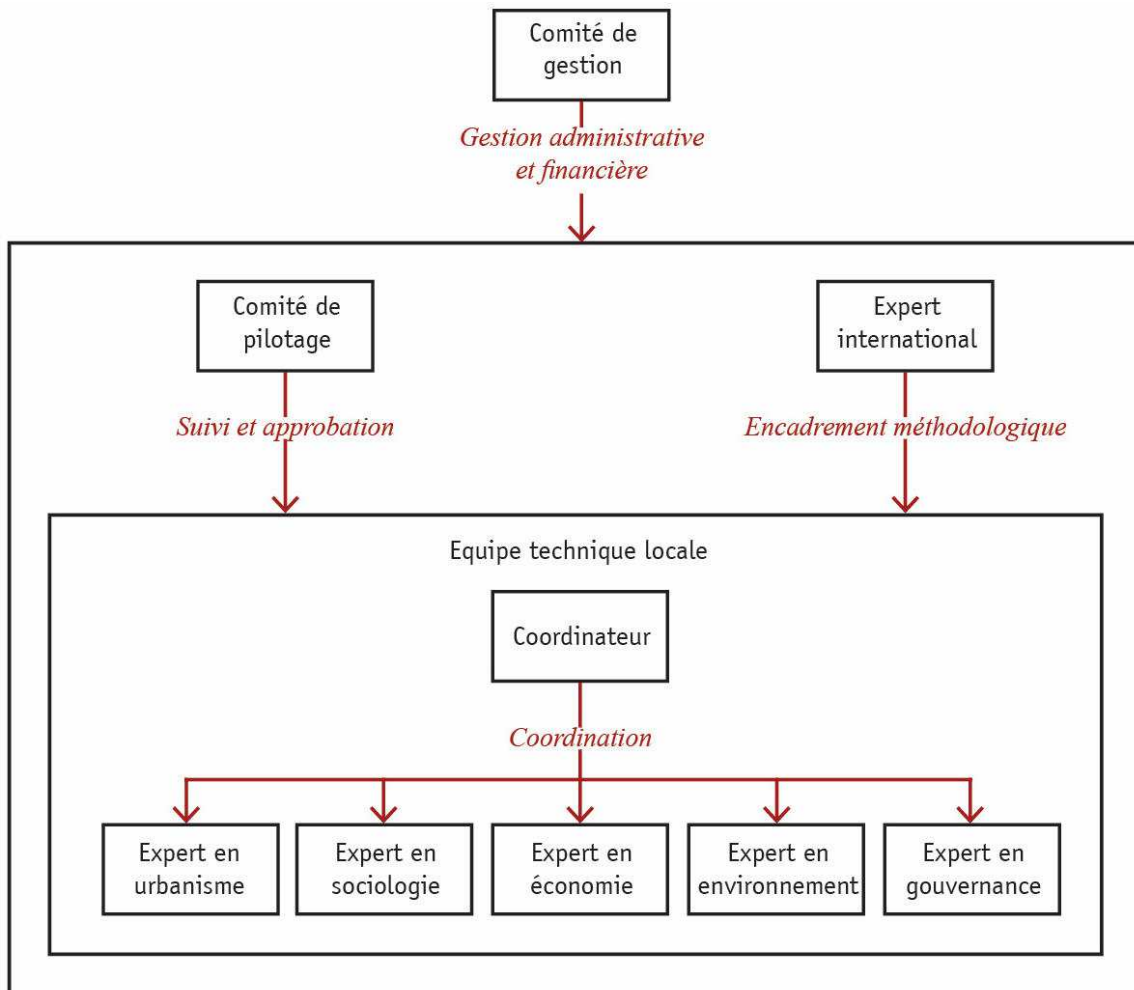 Comité de
gestion
Gestion administrative
et financière
Comité de
pilotage
Expert
international
Suivi et approbation
Encadrement méthodologique
Equipe technique locale
Coordinateur
Coordination
Expert en
urbanisme
Expert en
sociologie
Expert en
économie
Expert en
environnement
Expert en
gouvernance